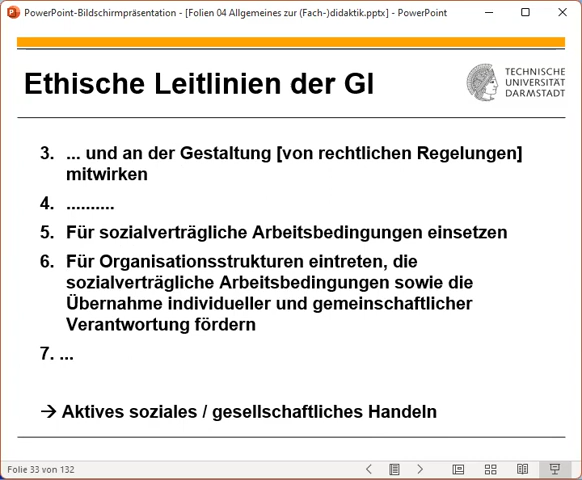 PowerPoint-Bildschirmpräsentation - [Folien 04 Allgemeines zur (Fach-)didaktik.pptx] - PowerPoint
Ethische Leitlinien der GI
TECHNISCHE
UNIVERSITÄT
DARMSTADT
3. ... und an der Gestaltung [von rechtlichen Regelungen]
mitwirken
4. ..........
5. Für sozialverträgliche Arbeitsbedingungen einsetzen
6. Für Organisationsstrukturen eintreten, die
sozialverträgliche Arbeitsbedingungen sowie die
Übernahme individueller und gemeinschaftlicher
Verantwortung fördern
7. ...
→ Aktives soziales / gesellschaftliches Handeln
Folie 33 von 132